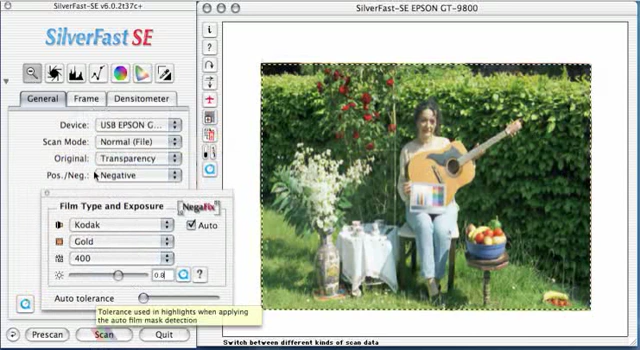 SilverFast-SE v6.0.2t37c+
SilverFast-SE EPSON GT-9800
SilverFast SE
General
Frame
Densitometer
Device:
USB EPSON G...
Scan Mode:
Normal (File)
Original:
Transparency
Pos./Neg.:
Negative
Film Type and Exposure
NegaFix
Kodak
Auto
Gold
400
0.8
?
Auto tolerance
Tolerance used in highlights when applying
the auto film mask detection
Prescan
Scan
Quit
Switch between different kinds of scan data